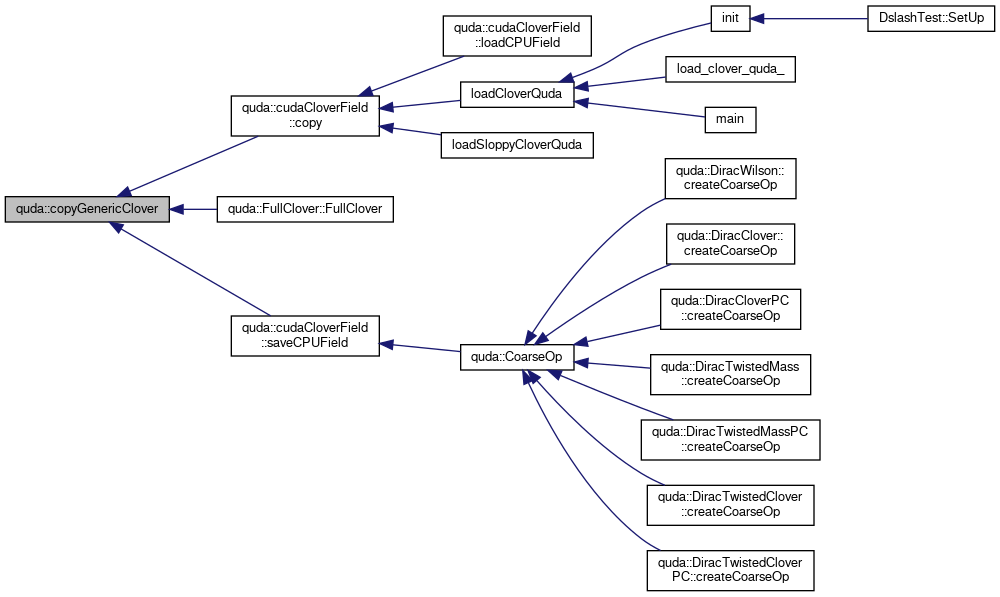 quda::copyGenericClover
quda::cudaCloverField
::copy
quda::FullClover::FullClover
quda::cudaCloverField
::saveCPUField
quda::cudaCloverField
::loadCPUField
loadCloverQuda
loadSloppyCloverQuda
init
DslashTest::SetUp
load_clover_quda_
main
quda::CoarseOp
quda::DiracWilson::
createCoarseOp
quda::DiracClover::
createCoarseOp
quda::DiracCloverPC
::createCoarseOp
quda::DiracTwistedMass
::createCoarseOp
quda::DiracTwistedMassPC
::createCoarseOp
quda::DiracTwistedClover
::createCoarseOp
quda::DiracTwistedClover
PC::createCoarseOp